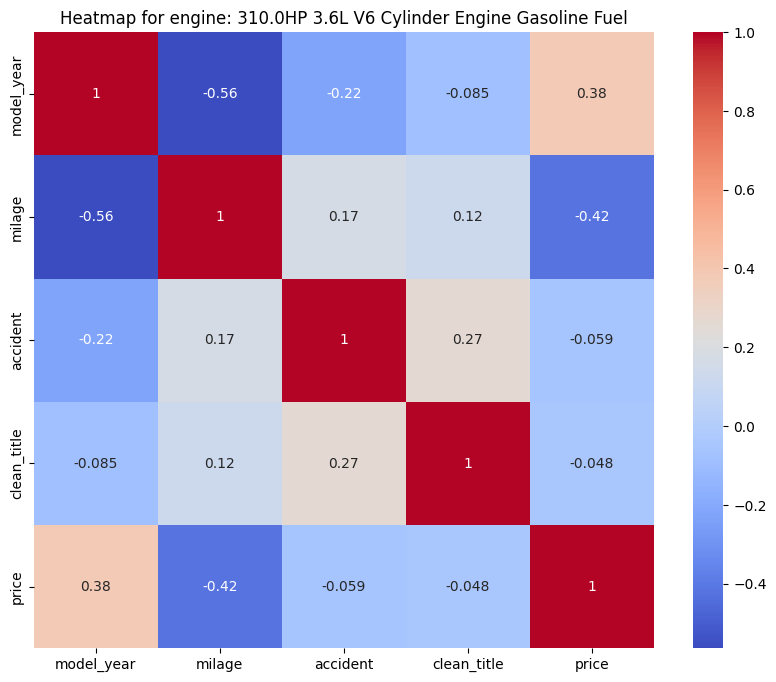 Heatmap for engine: 310.0HP 3.6L V6 Cylinder Engine Gasoline Fuel
model_year 1 -0.56 -0.22 -0.085 0.38
milage -0.56 1 0.17 0.12 -0.42
accident -0.22 0.17 1 0.27 -0.059
clean_title -0.085 0.12 0.27 1 -0.048
price 0.38 -0.42 -0.059 -0.048 1
model_year milage accident clean_title price
1.0
0.8
0.6
0.4
0.2
0.0
−0.2
−0.4